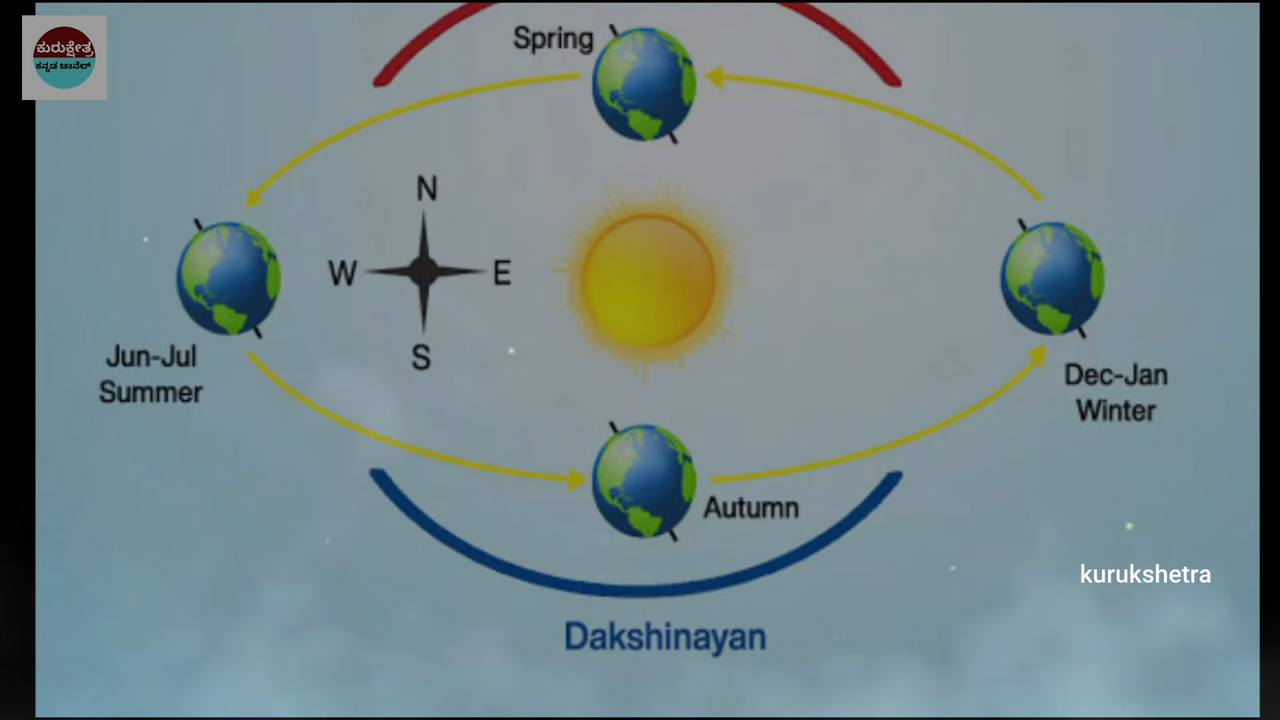 ಕುರುಕ್ಷೇತ್ರ
ಕನ್ನಡ ಚಾನೆಲ್
Spring
N
W
E
S
Jun-Jul
Summer
Dec-Jan
Winter
Autumn
kurukshetra
Dakshinayan